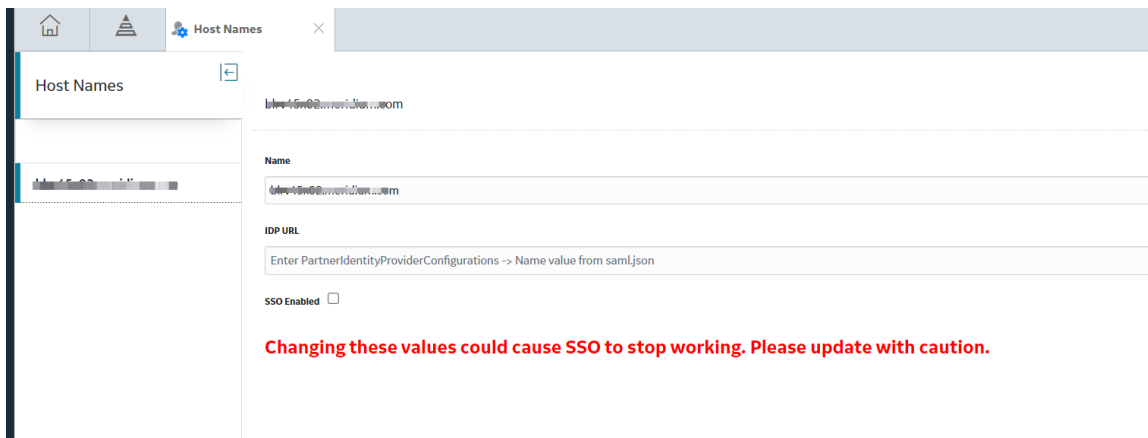 Host Names
Host Names
Name
IDP URL
Enter PartnerIdentityProviderConfigurations -> Name value from saml.json
SSO Enabled
Changing these values could cause SSO to stop working. Please update with caution.